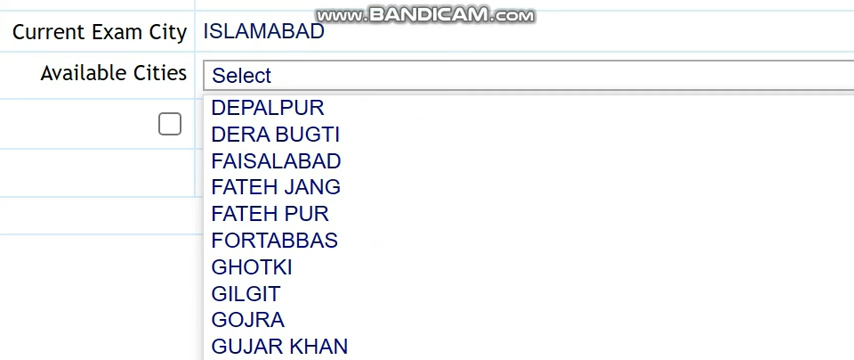 www.BANDICAM.com
Current Exam City ISLAMABAD
Available Cities Select
DEPALPUR
DERA BUGTI
FAISALABAD
FATEH JANG
FATEH PUR
FORTABBAS
GHOTKI
GILGIT
GOJRA
GUJAR KHAN